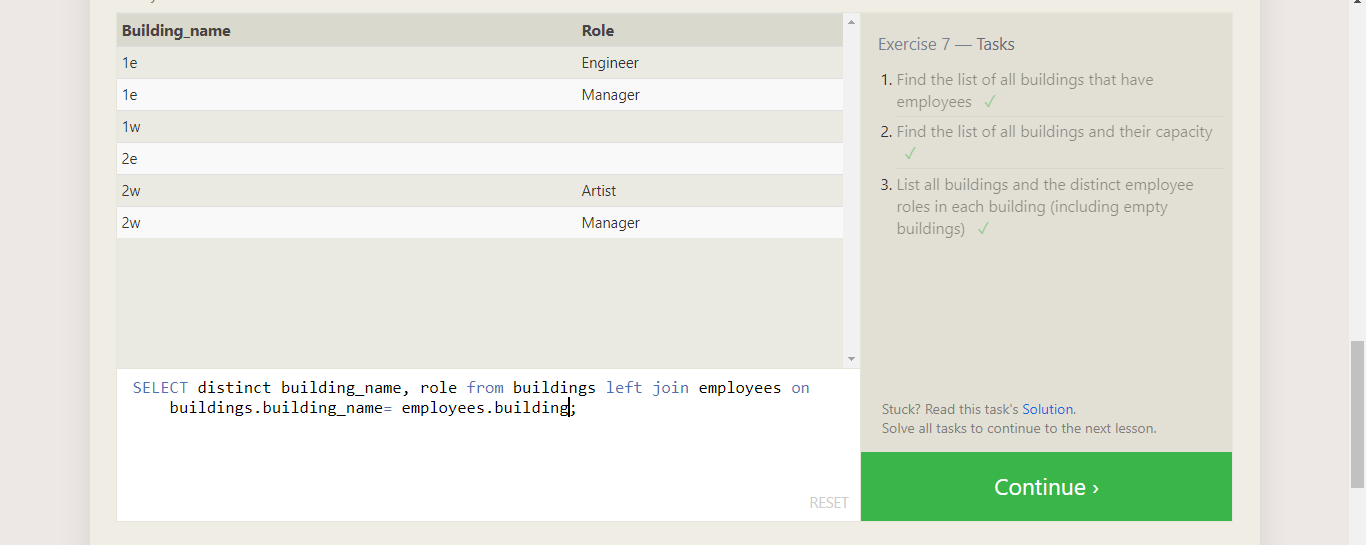 Building_name Role
1e Engineer
1e Manager
1w
2e
2w Artist
2w Manager
SELECT distinct building_name, role from buildings left join employees on
buildings.building_name= employees.building;
RESET
Exercise 7 — Tasks
1. Find the list of all buildings that have
employees ✓
2. Find the list of all buildings and their capacity
✓
3. List all buildings and the distinct employee
roles in each building (including empty
buildings) ✓
Stuck? Read this task's Solution.
Solve all tasks to continue to the next lesson.
Continue ›